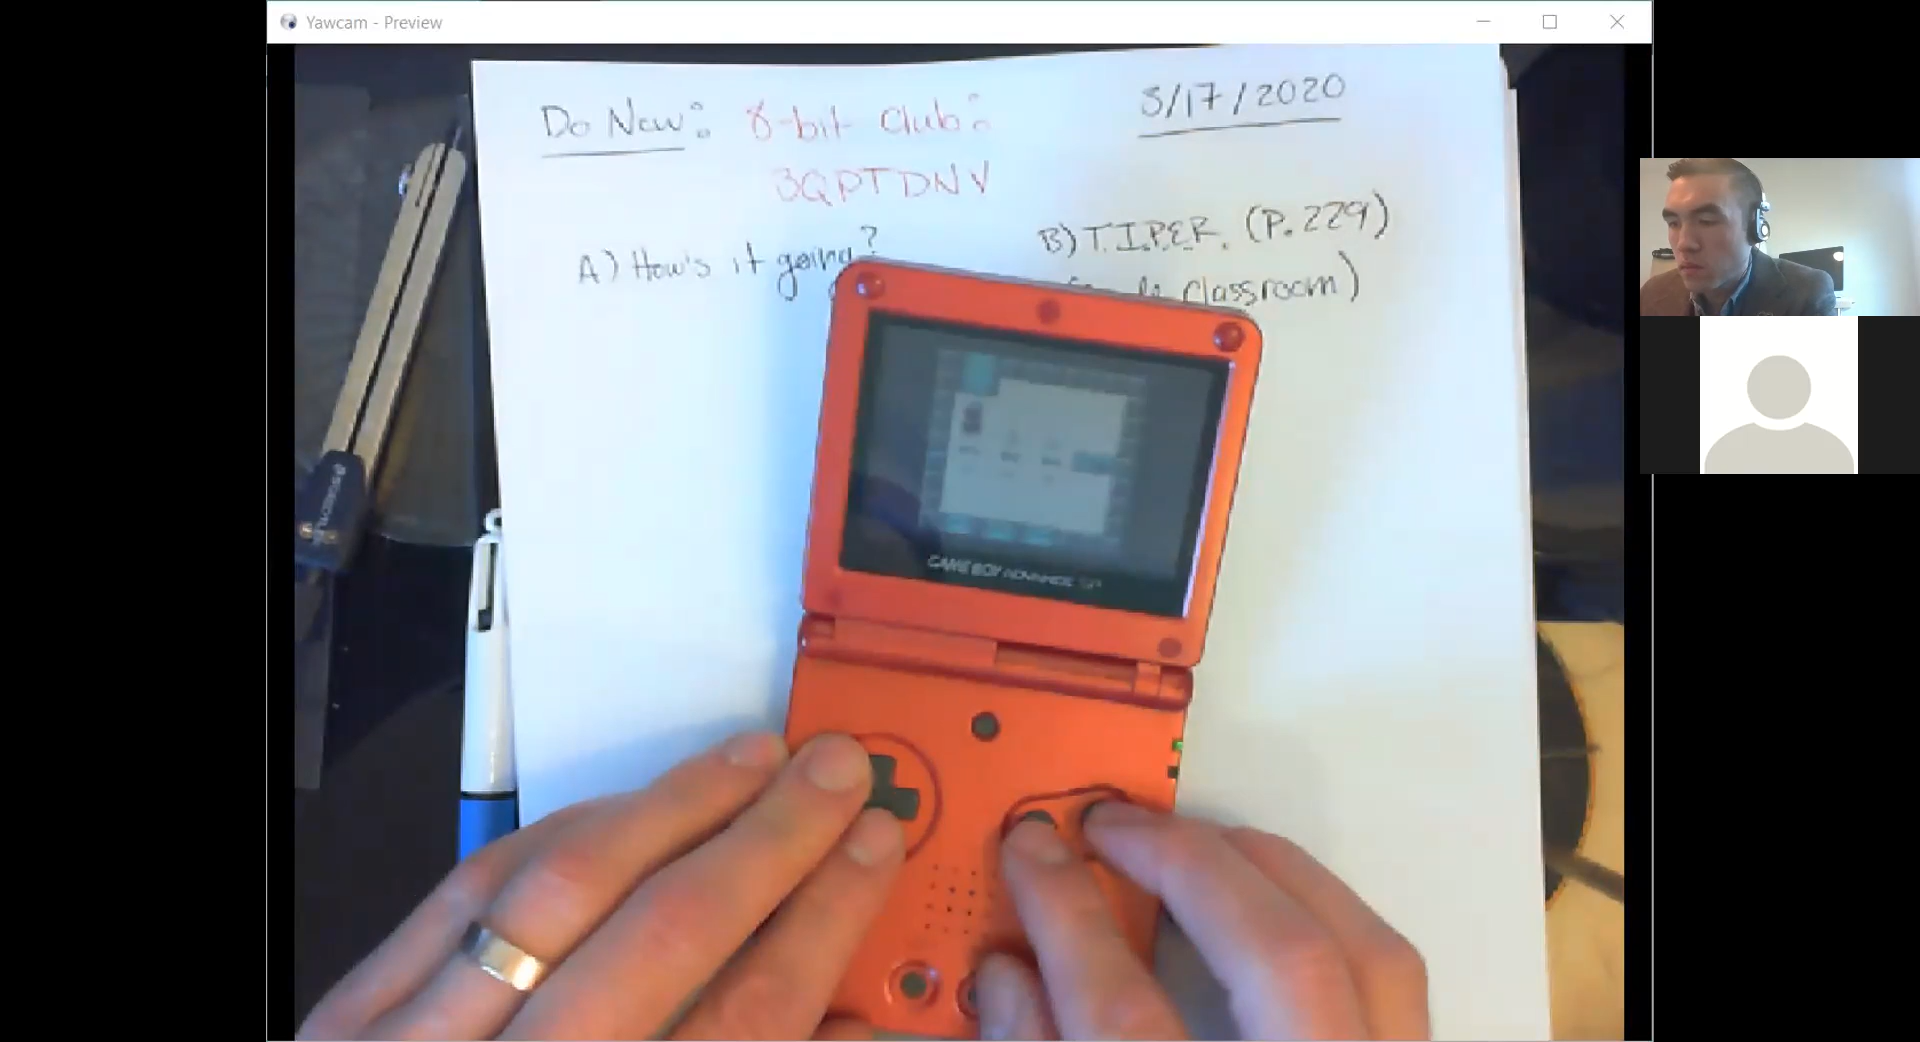 Yawcam - Preview
Do Now: 8-bit Club: 3/17/2020
3QPTDNV
A) How's it going? B) T.I.P.E.R. (P. 229)
classroom)
GAME BOY ADVANCE SP